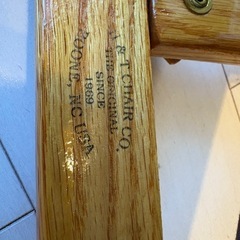 J & T CHAIR CO.
THE ORIGINAL
SINCE
1969
BOONE, NC USA